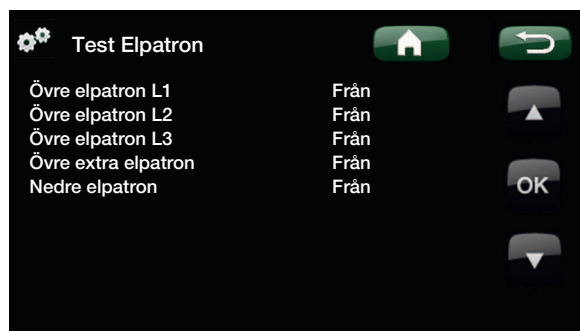 Test Elpatron
Övre elpatron L1 Från
Övre elpatron L2 Från
Övre elpatron L3 Från
Övre extra elpatron Från
Nedre elpatron Från
OK